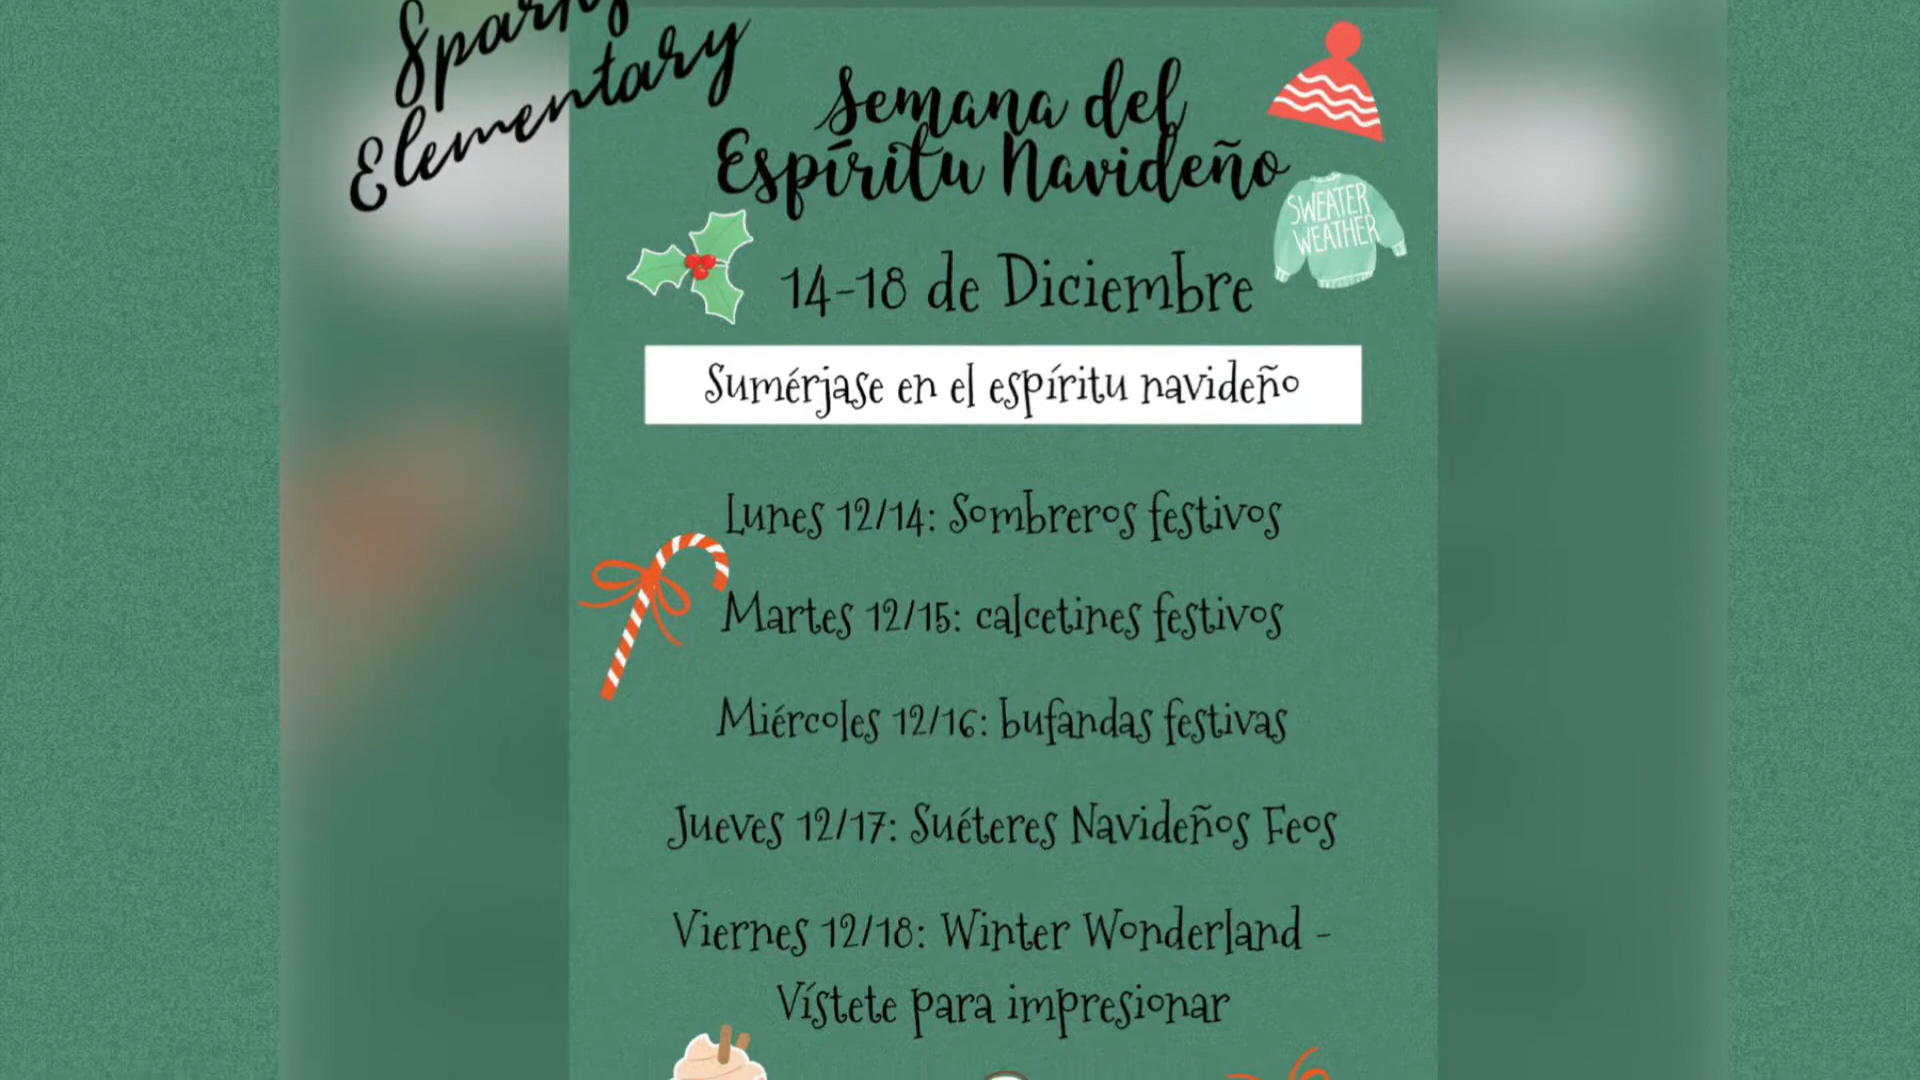 Elementary
Semana del
Espíritu Navideño
SWEATER
WEATHER
14-18 de Diciembre
Sumérjase en el espíritu navideño
Lunes 12/14: Sombreros festivos
Martes 12/15: calcetines festivos
Miércoles 12/16: bufandas festivas
Jueves 12/17: Suéteres Navideños Feos
Viernes 12/18: Winter Wonderland -
Vístete para impresionar